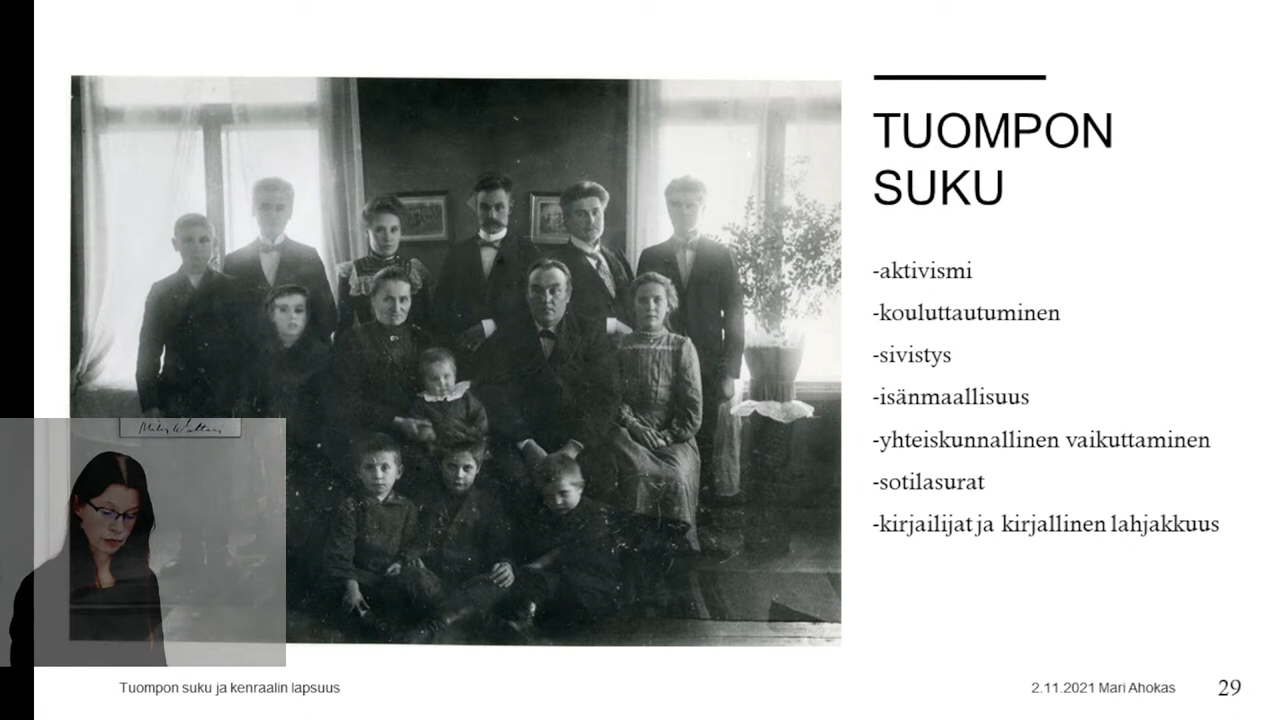 TUOMPON
SUKU
-aktivismi
-kouluttautuminen
-sivistys
-isänmaallisuus
-yhteiskunnallinen vaikuttaminen
-sotilasurat
-kirjailijat ja kirjallinen lahjakkuus
Tuompon suku ja kenraalin lapsuus
2.11.2021 Mari Ahokas
29